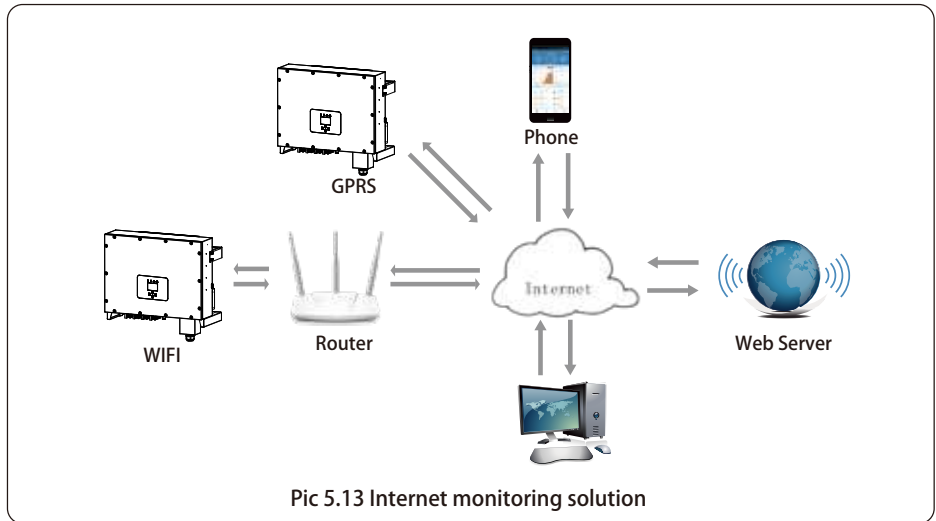 Phone
GPRS
Internet
WIFI
Router
Web Server
Pic 5.13 Internet monitoring solution